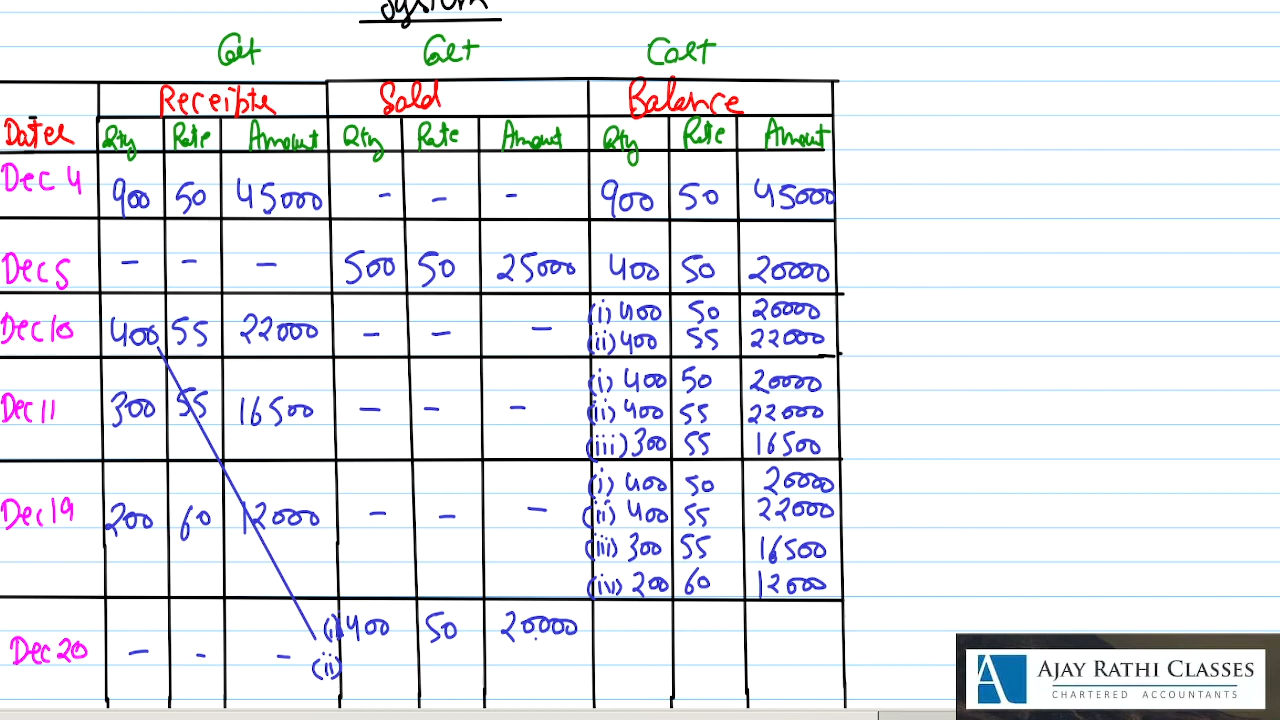 System
Cost Cost Cost
Receipts Sold Balance
Dates Qty Rate Amount Qty Rate Amount Qty Rate Amount
Dec 4 900 50 45000 - - - 900 50 45000
Dec 5 - - - 500 50 25000 400 50 20000
(i) 400 50 20000
Dec 10 400 55 22000 - - - (ii) 400 55 22000
(i) 400 50 20000
Dec 11 300 55 16500 - - - (ii) 400 55 22000
(iii) 300 55 16500
(i) 400 50 20000
Dec 19 200 60 12000 - - - (ii) 400 55 22000
(iii) 300 55 16500
(iv) 200 60 12000
(i) 400 50 20000
Dec 20 - - - (ii)
AJAY RATHI CLASSES
CHARTERED ACCOUNTANTS